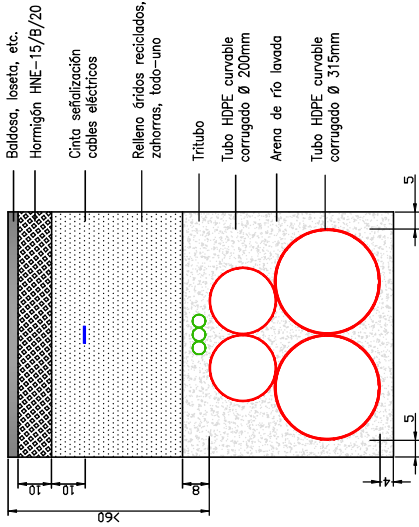 Baldosa, loseta, etc.
Hormigón HNE-15/B/20
Cinta señalización
cables eléctricos
Relleno áridos reciclados,
zahorras, todo-uno
Tritubo
Tubo HDPE curvable
corrugado Ø 200mm
Arena de río lavada
Tubo HDPE curvable
corrugado Ø 315mm
10
10
>60
8
4
5
5